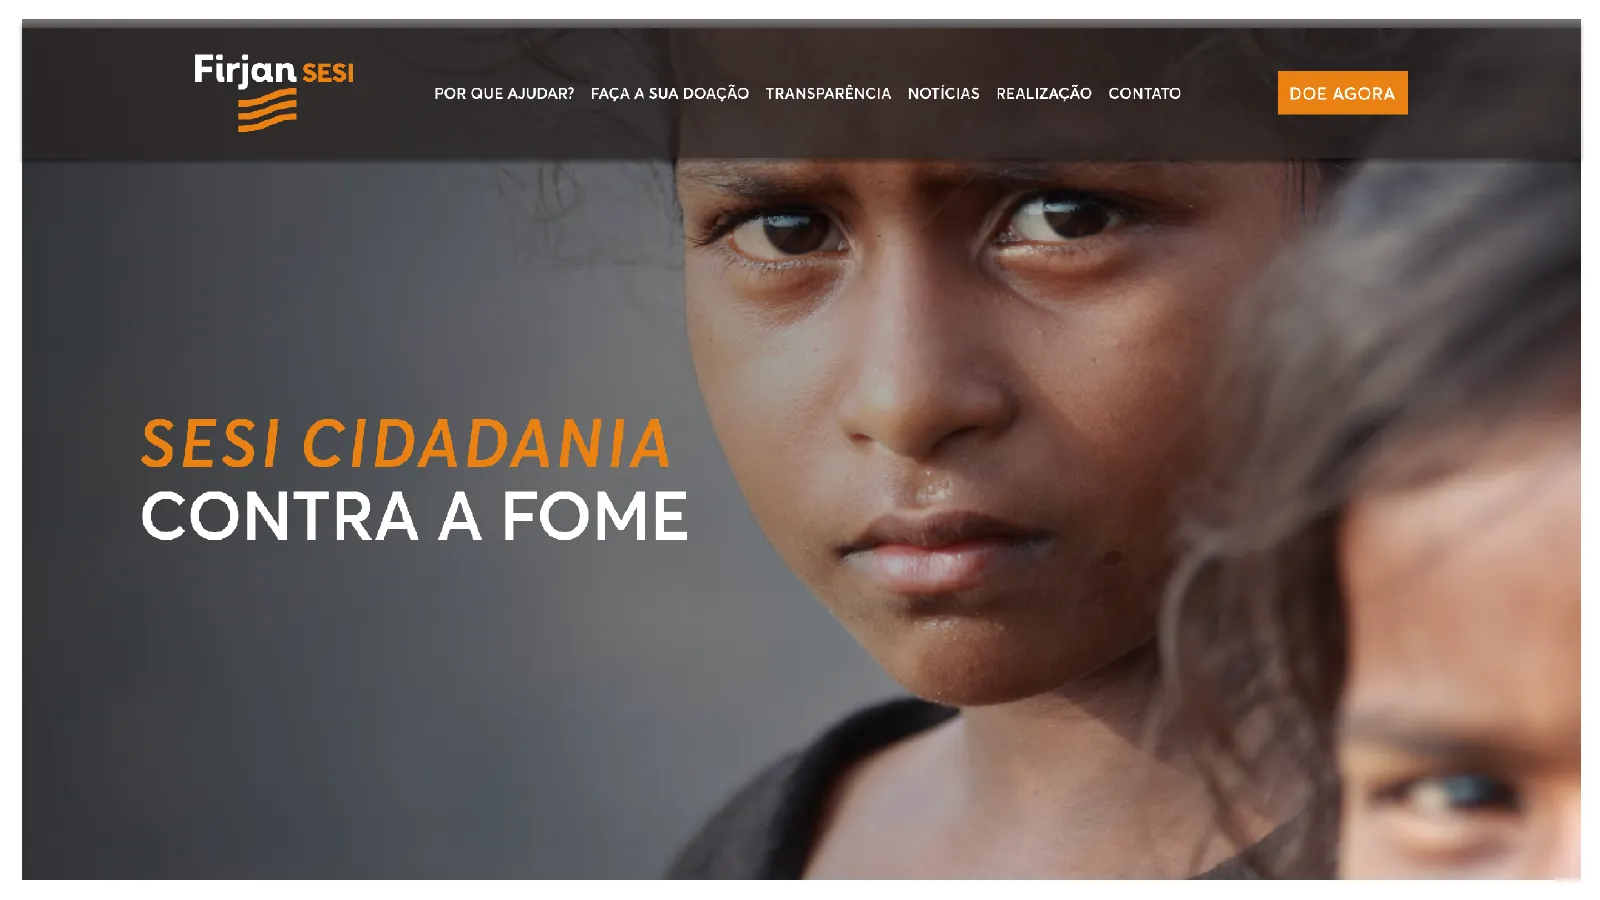 Firjan SESI
POR QUE AJUDAR? FAÇA A SUA DOAÇÃO TRANSPARÊNCIA NOTÍCIAS REALIZAÇÃO CONTATO
DOE AGORA
SESI CIDADANIA
CONTRA A FOME